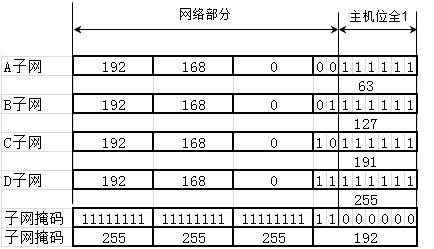 网络部分 主机位全1
A子网 192 168 0 0 0 1 1 1 1 1 1
63
B子网 192 168 0 0 1 1 1 1 1 1 1
127
C子网 192 168 0 1 0 1 1 1 1 1 1
191
D子网 192 168 0 1 1 1 1 1 1 1 1
255
子网掩码 11111111 11111111 11111111 1 1 0 0 0 0 0 0
子网掩码 255 255 255 192